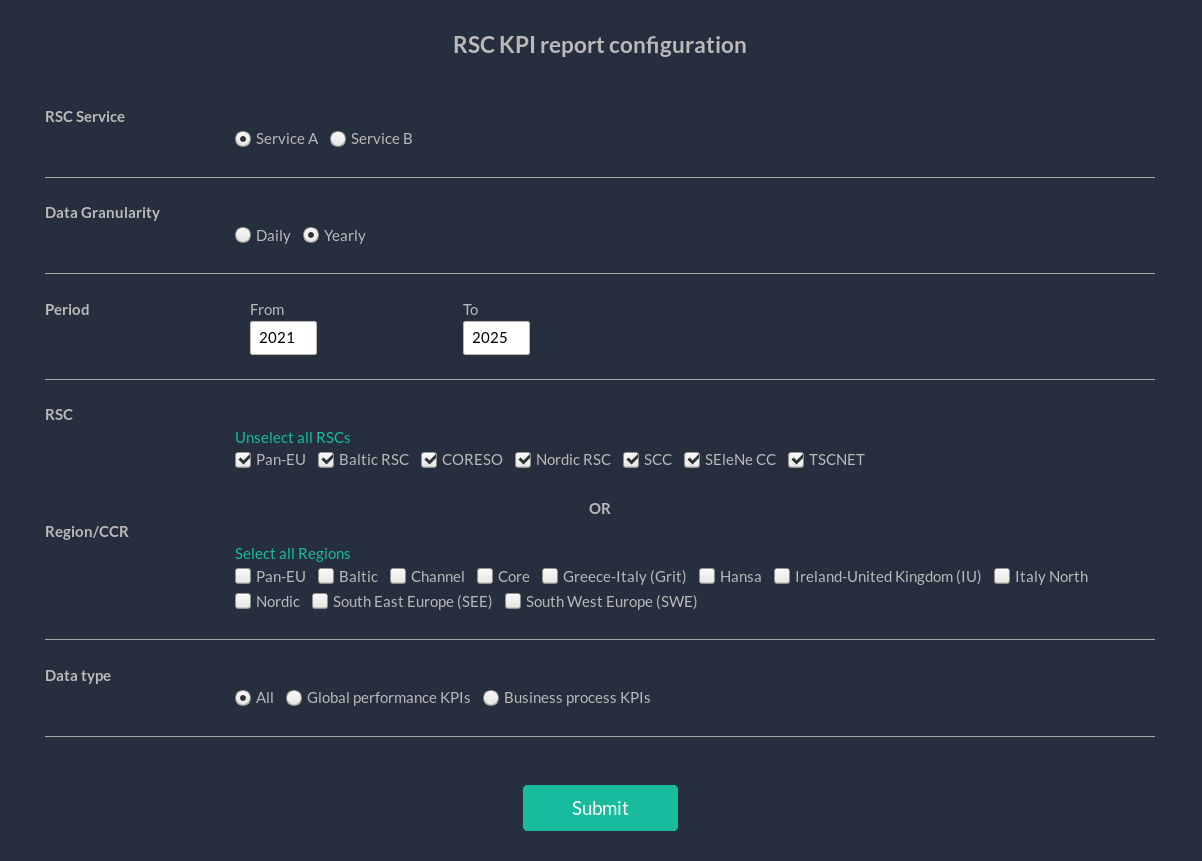 RSC KPI report configuration
RSC Service
Service A Service B
Data Granularity
Daily Yearly
Period From To
2021 2025
RSC
Unselect all RSCs
Pan-EU Baltic RSC CORESO Nordic RSC SCC SEleNe CC TSCNET
OR
Region/CCR
Select all Regions
Pan-EU Baltic Channel Core Greece-Italy (Grit) Hansa Ireland-United Kingdom (IU) Italy North
Nordic South East Europe (SEE) South West Europe (SWE)
Data type
All Global performance KPIs Business process KPIs
Submit